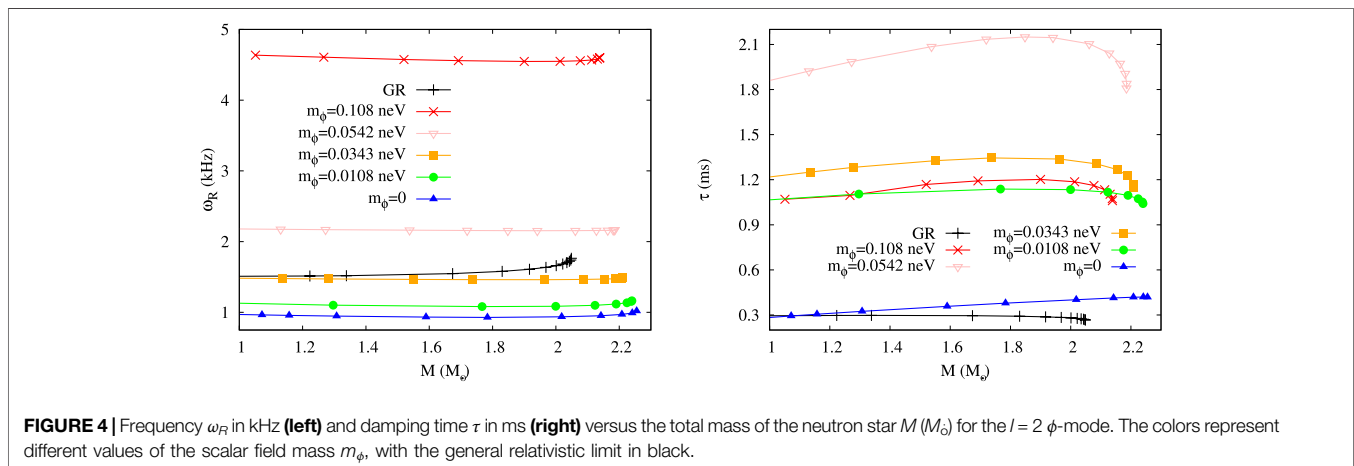 5
4
3
2
1
ω_R (kHz)
GR
m_ϕ=0.108 neV
m_ϕ=0.0542 neV
m_ϕ=0.0343 neV
m_ϕ=0.0108 neV
m_ϕ=0
1 1.2 1.4 1.6 1.8 2 2.2
M (M_⊙)
2.1
1.8
1.5
1.2
0.9
0.6
0.3
τ (ms)
GR
m_ϕ=0.108 neV
m_ϕ=0.0542 neV
m_ϕ=0.0343 neV
m_ϕ=0.0108 neV
m_ϕ=0
1 1.2 1.4 1.6 1.8 2 2.2
M (M_⊙)
FIGURE 4 | Frequency ω_R in kHz (left) and damping time τ in ms (right) versus the total mass of the neutron star M (M_ȯ) for the l = 2 ϕ-mode. The colors represent
different values of the scalar field mass m_ϕ, with the general relativistic limit in black.